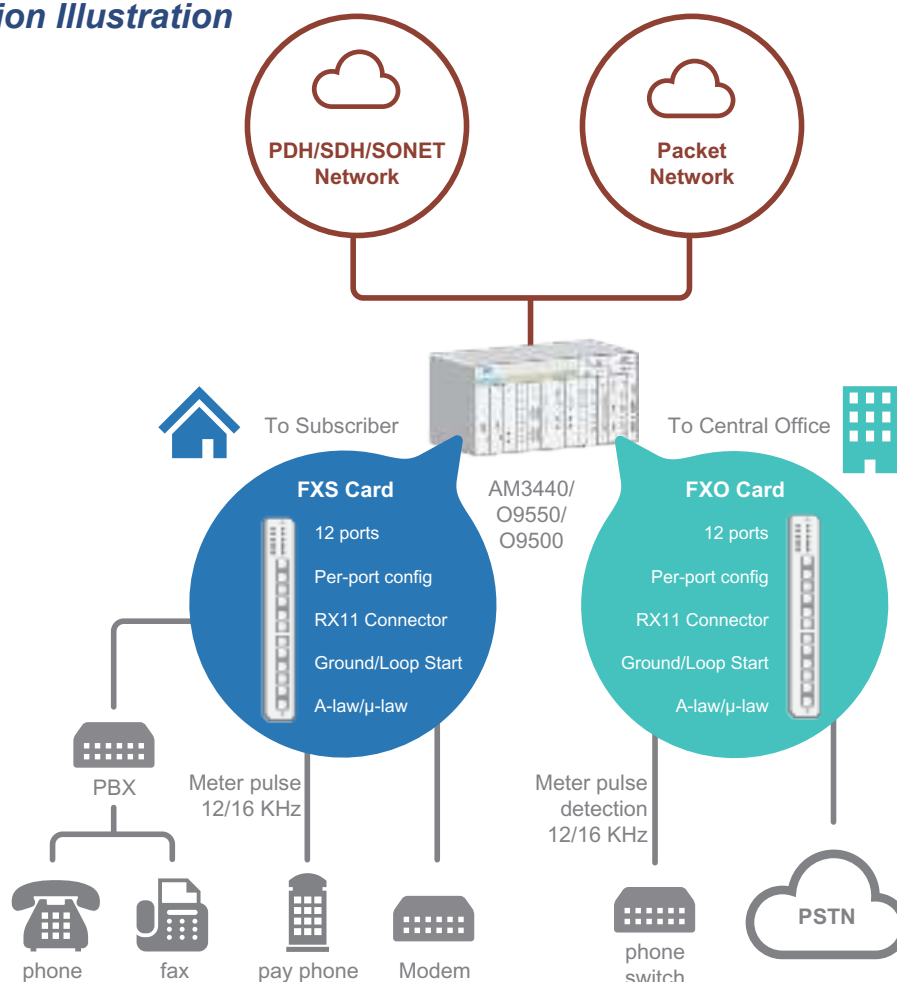 ion Illustration
PDH/SDH/SONET
Network
Packet
Network
To Subscriber
To Central Office
AM3440/
O9550/
O9500
FXS Card
12 ports
Per-port config
RX11 Connector
Ground/Loop Start
A-law/μ-law
FXO Card
12 ports
Per-port config
RX11 Connector
Ground/Loop Start
A-law/μ-law
PBX
Meter pulse
12/16 KHz
Meter pulse
detection
12/16 KHz
phone
fax
pay phone
Modem
phone
switch
PSTN